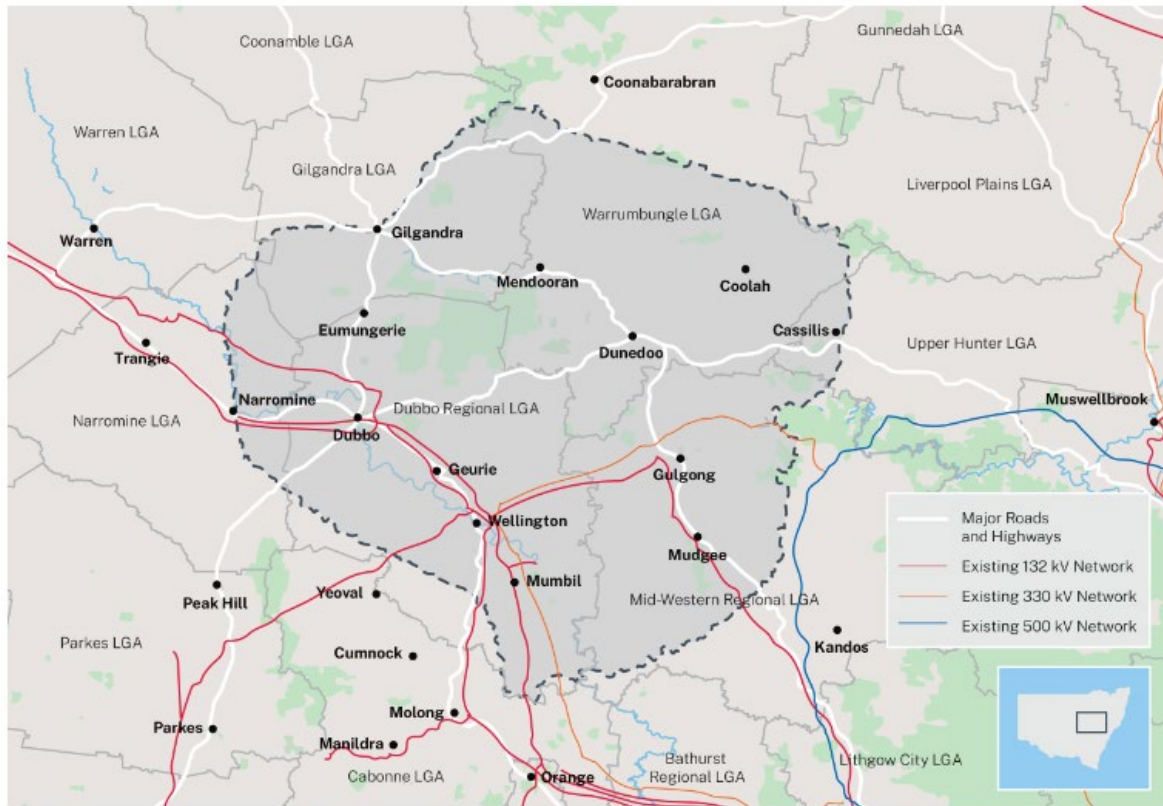 Coonamble LGA
Gunnedah LGA
Coonabarabran
Warren LGA
Gilgandra LGA
Liverpool Plains LGA
Warrumbungle LGA
Warren
Gilgandra
Mendooran
Coolah
Eumungerie
Cassilis
Trangie
Dunedoo
Upper Hunter LGA
Narromine
Muswellbrook
Narromine LGA
Dubbo Regional LGA
Dubbo
Geurie
Gulgong
Wellington
Mudgee
Major Roads
and Highways
Existing 132 kV Network
Existing 330 kV Network
Existing 500 kV Network
Peak Hill
Yeoval
Mumbil
Mid-Western Regional LGA
Parkes LGA
Cumnock
Kandos
Molong
Parkes
Manildra
Cabonne LGA
Orange
Bathurst
Regional LGA
Lithgow City LGA